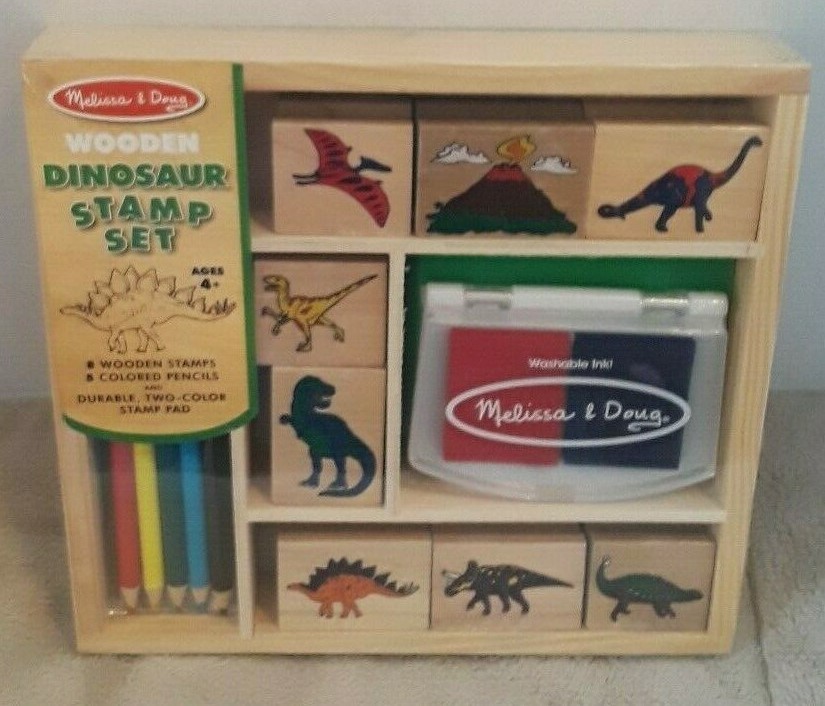 Melissa & Doug
WOODEN
DINOSAUR
STAMP
SET
AGES
4+
8 WOODEN STAMPS
5 COLORED PENCILS
AND
DURABLE, TWO-COLOR
STAMP PAD
Washable Ink!
Melissa & Doug®